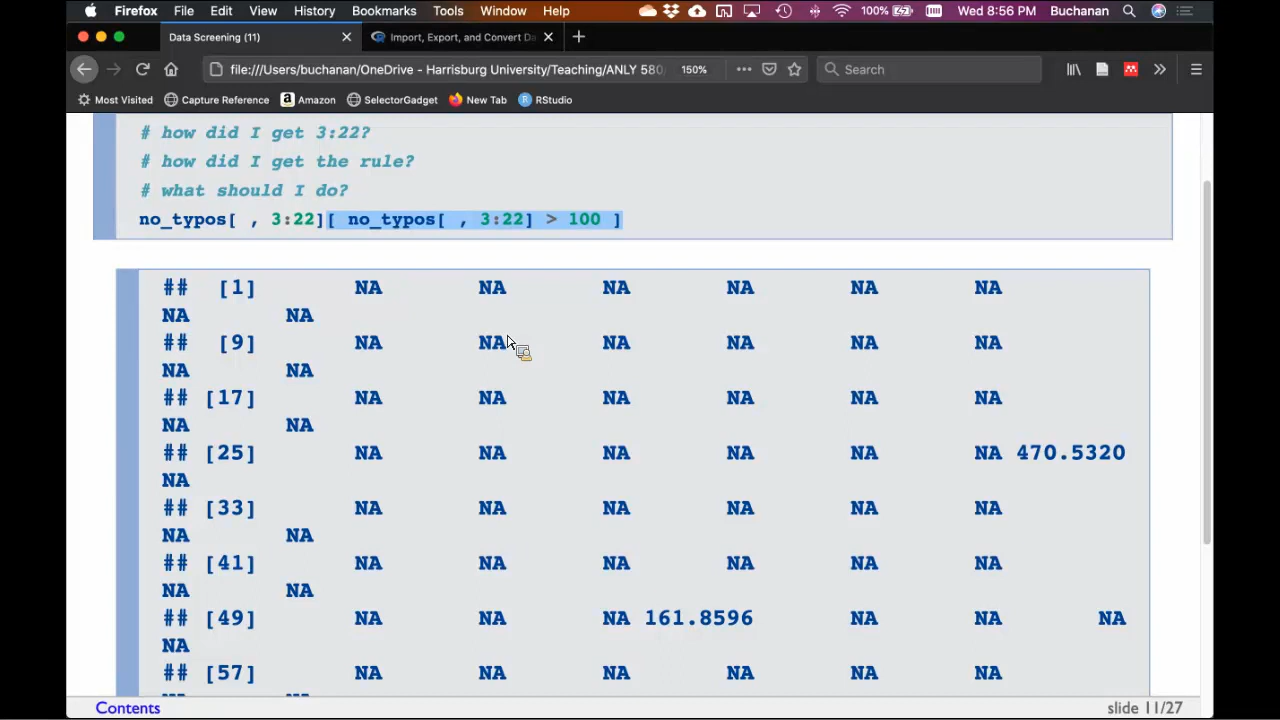 Firefox File Edit View History Bookmarks Tools Window Help 100% Wed 8:56 PM Buchanan
Data Screening (11) Import, Export, and Convert Da
file:///Users/buchanan/OneDrive - Harrisburg University/Teaching/ANLY 580 150% Search
Most Visited Capture Reference Amazon SelectorGadget New Tab RStudio
# how did I get 3:22?
# how did I get the rule?
# what should I do?
no_typos[ , 3:22][ no_typos[ , 3:22] > 100 ]
## [1] NA NA NA NA NA NA
NA NA
## [9] NA NA NA NA NA NA
NA NA
## [17] NA NA NA NA NA NA
NA NA
## [25] NA NA NA NA NA NA 470.5320
NA
## [33] NA NA NA NA NA NA
NA NA
## [41] NA NA NA NA NA NA
NA NA
## [49] NA NA NA 161.8596 NA NA NA
NA
## [57] NA NA NA NA NA NA
NA NA
Contents slide 11/27